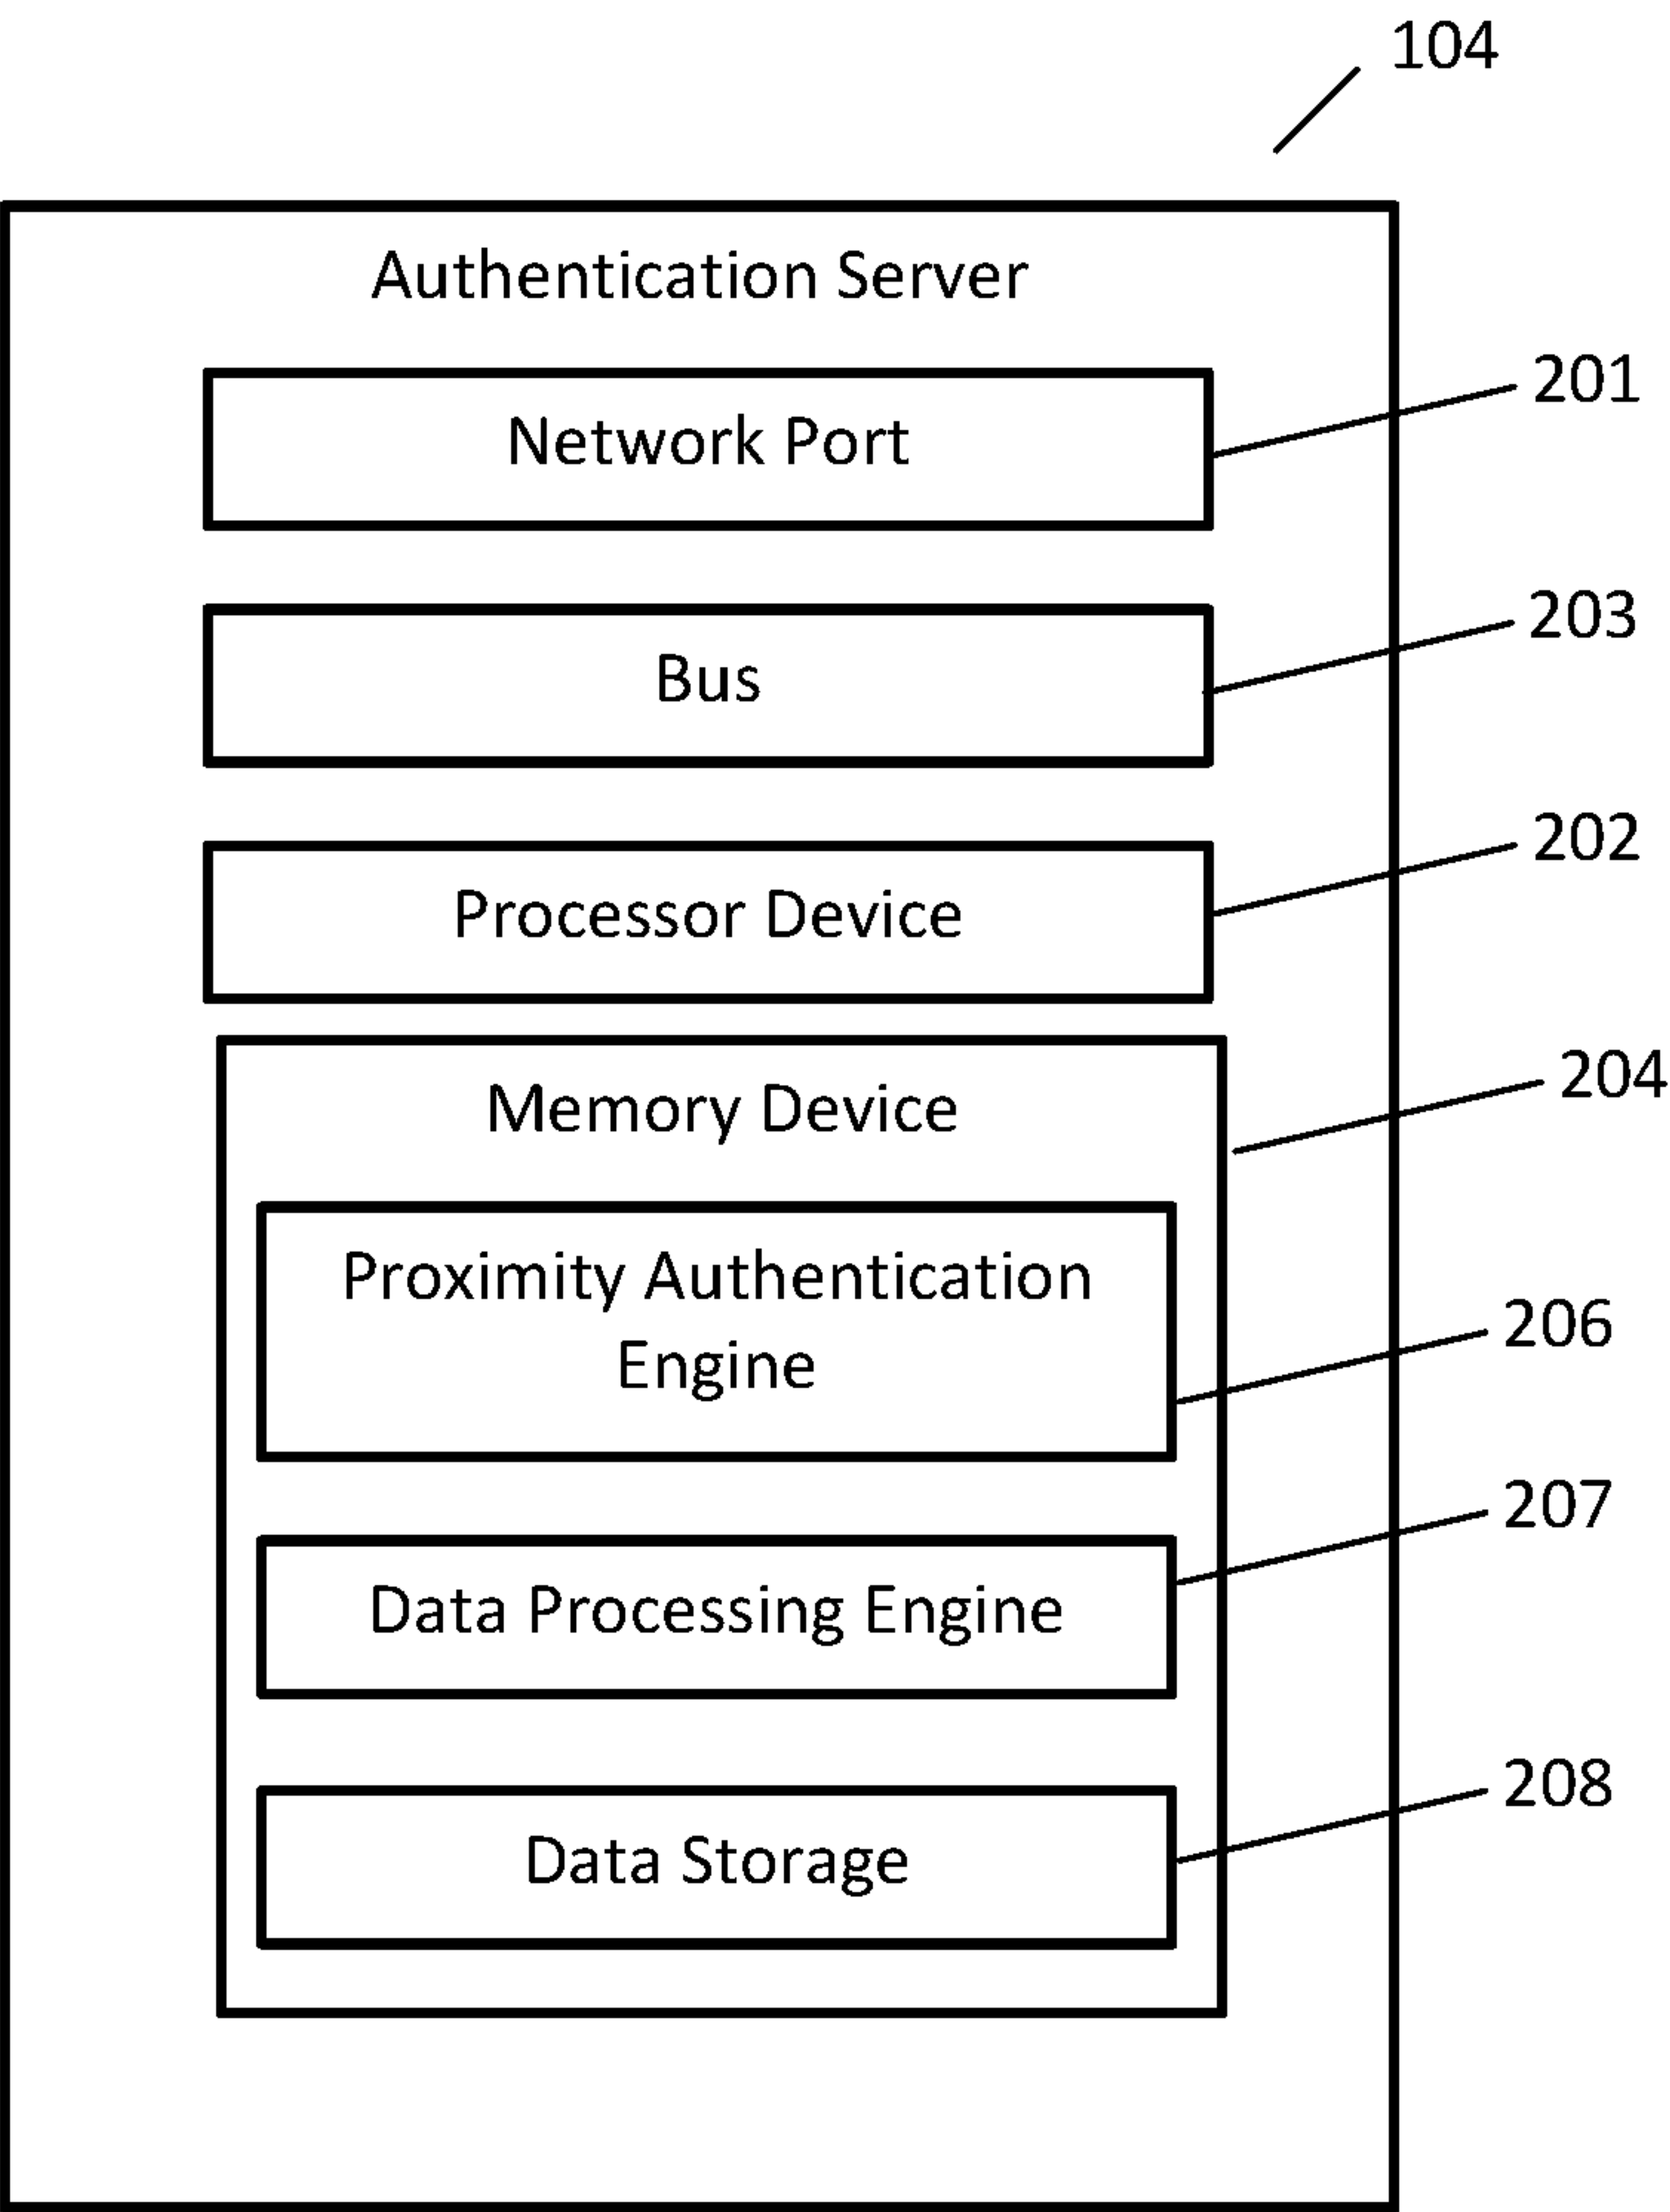 104
Authentication Server
Network Port
201
Bus
203
Processor Device
202
Memory Device
204
Proximity Authentication
Engine
206
Data Processing Engine
207
Data Storage
208